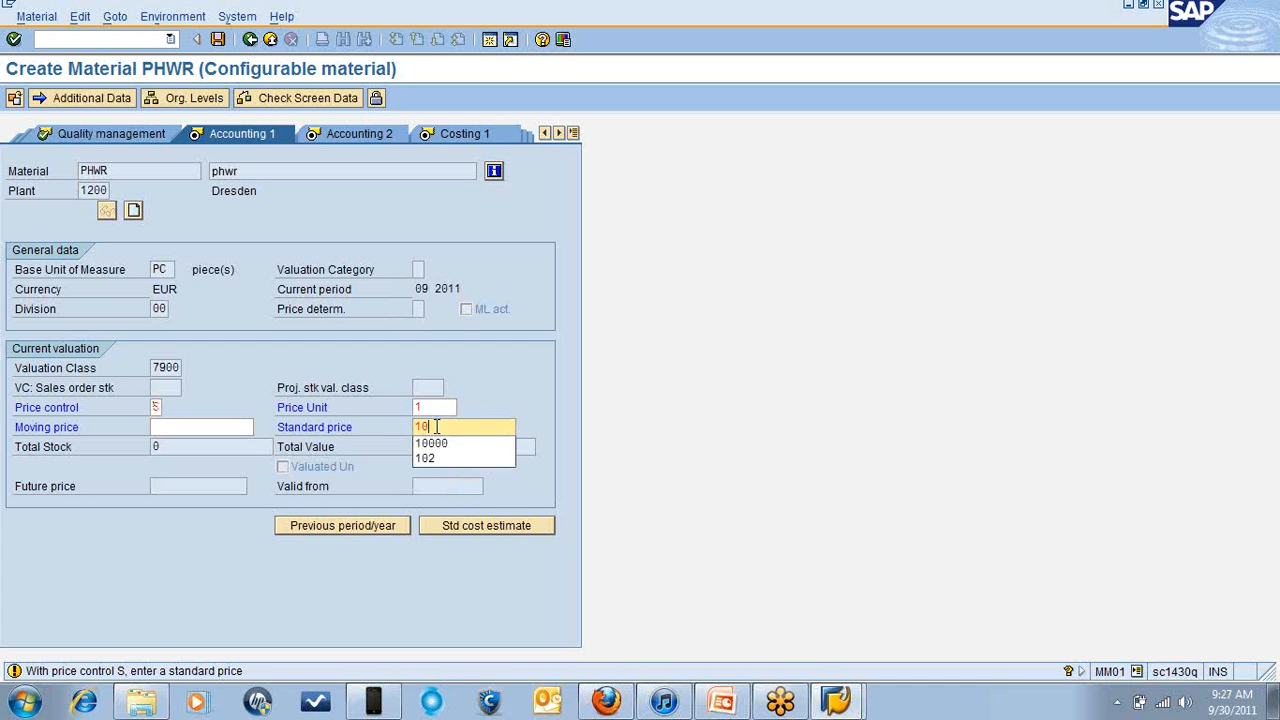 Material Edit Goto Environment System Help
SAP
Create Material PHWR (Configurable material)
Additional Data Org. Levels Check Screen Data
Quality management Accounting 1 Accounting 2 Costing 1
Material PHWR phwr
Plant 1200 Dresden
General data
Base Unit of Measure PC piece(s) Valuation Category
Currency EUR Current period 09 2011
Division 00 Price determ. ML act.
Current valuation
Valuation Class 7900
VC: Sales order stk Proj. stk val. class
Price control Price Unit 1
Moving price Standard price 10
10000
Total Stock 0 Total Value
102
Valuated Un
Future price Valid from
Previous period/year Std cost estimate
With price control S, enter a standard price MM01 sc1430q INS
9:27 AM
9/30/2011